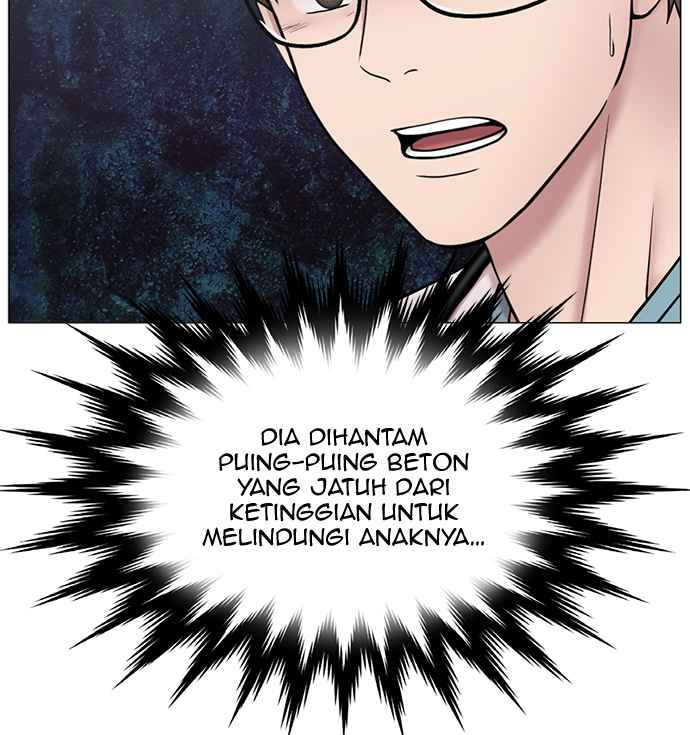 DIA DIHANTAM
PUING-PUING BETON
YANG JATUH DARI
KETINGGIAN UNTUK
MELINDUNGI ANAKNYA...